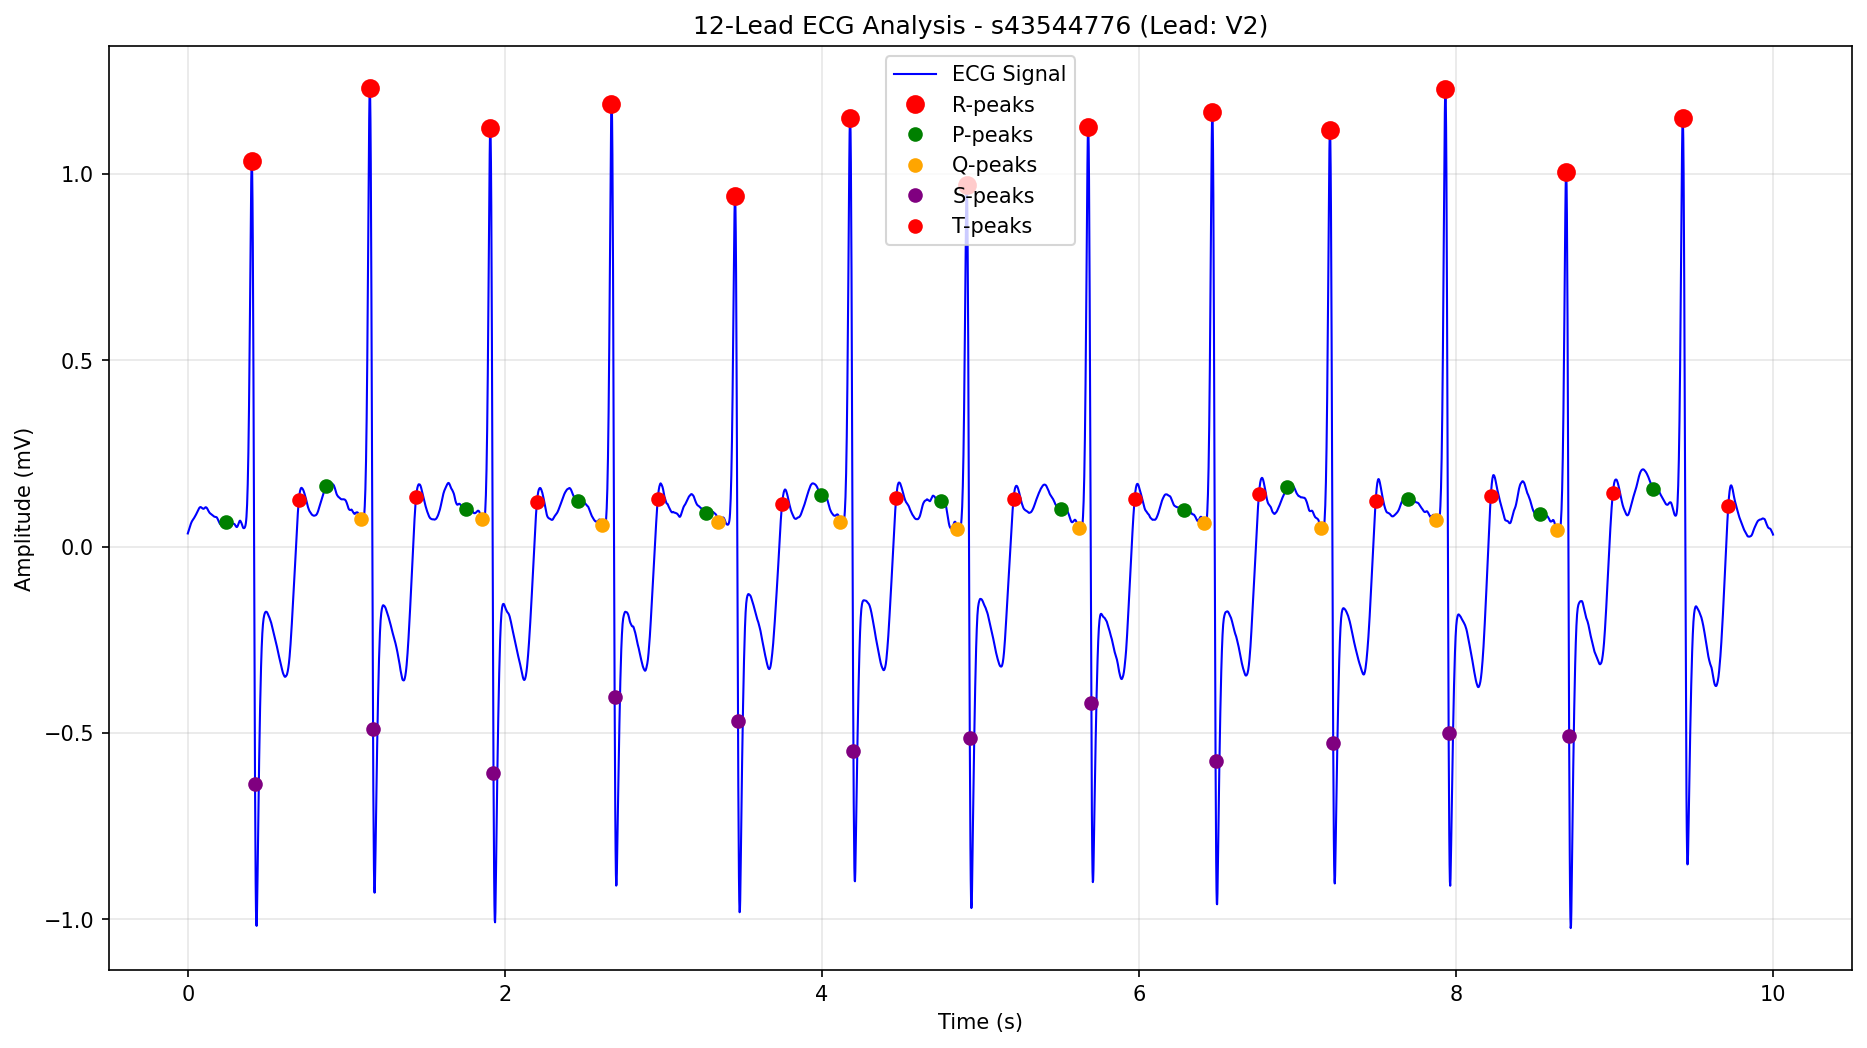 12-Lead ECG Analysis - s43544776 (Lead: V2)
ECG Signal
R-peaks
P-peaks
Q-peaks
S-peaks
T-peaks
Amplitude (mV)
1.0
0.5
0.0
−0.5
−1.0
0 2 4 6 8 10
Time (s)